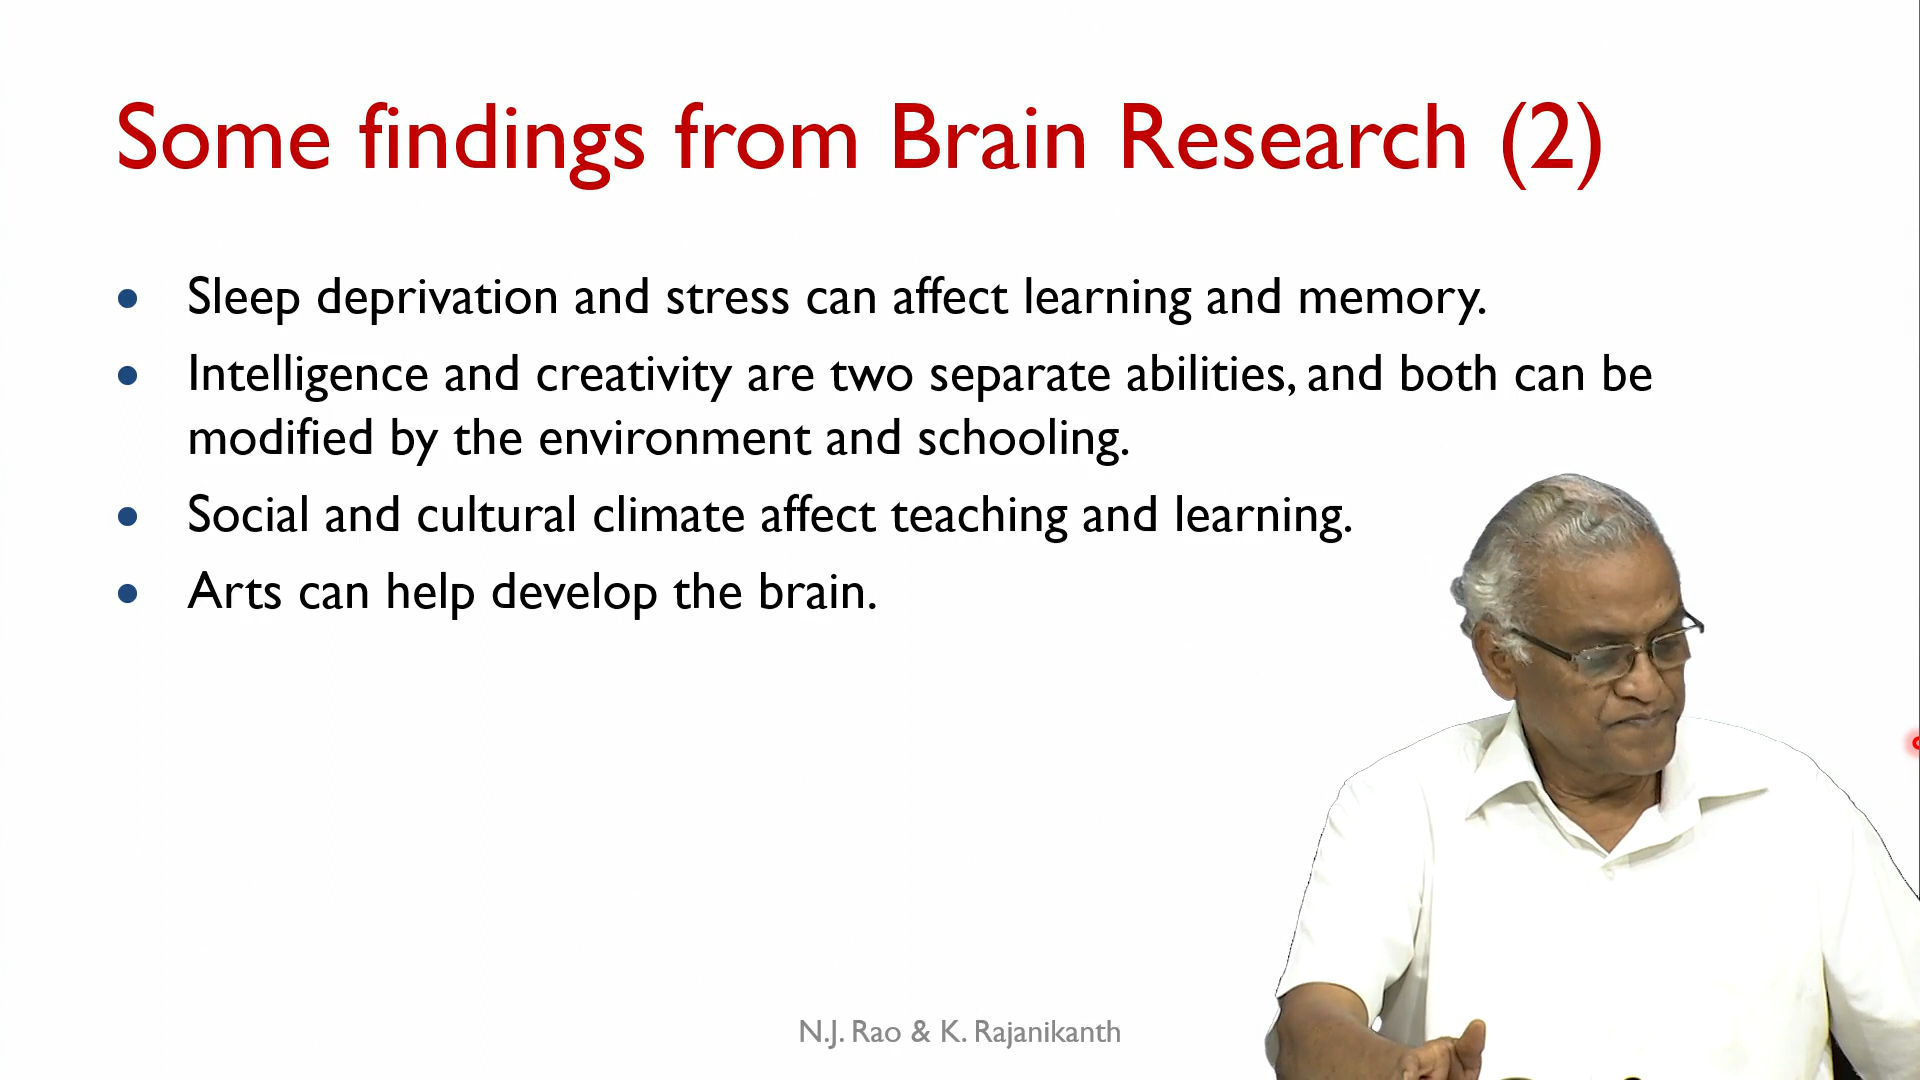 Some findings from Brain Research (2)
• Sleep deprivation and stress can affect learning and memory.
• Intelligence and creativity are two separate abilities, and both can be
modified by the environment and schooling.
• Social and cultural climate affect teaching and learning.
• Arts can help develop the brain.
N.J. Rao & K. Rajanikanth